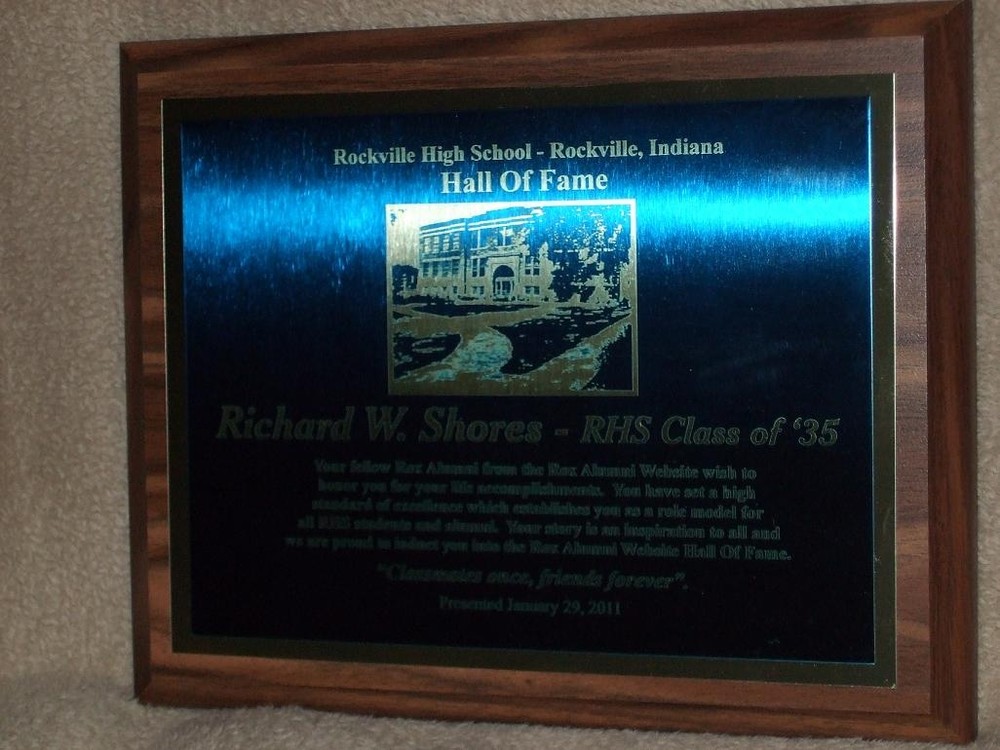 Rockville High School - Rockville, Indiana
Hall Of Fame
Richard W. Shores - RHS Class of ‘35
Your fellow Rox Alumni from the Rox Alumni Website wish to
honor you for your life accomplishments. You have set a high
standard of excellence which establishes you as a role model for
all RHS students and alumni. Your story is an inspiration to all and
we are proud to induct you into the Rox Alumni Website Hall Of Fame.
"Classmates once, friends forever".
Presented January 29, 2011